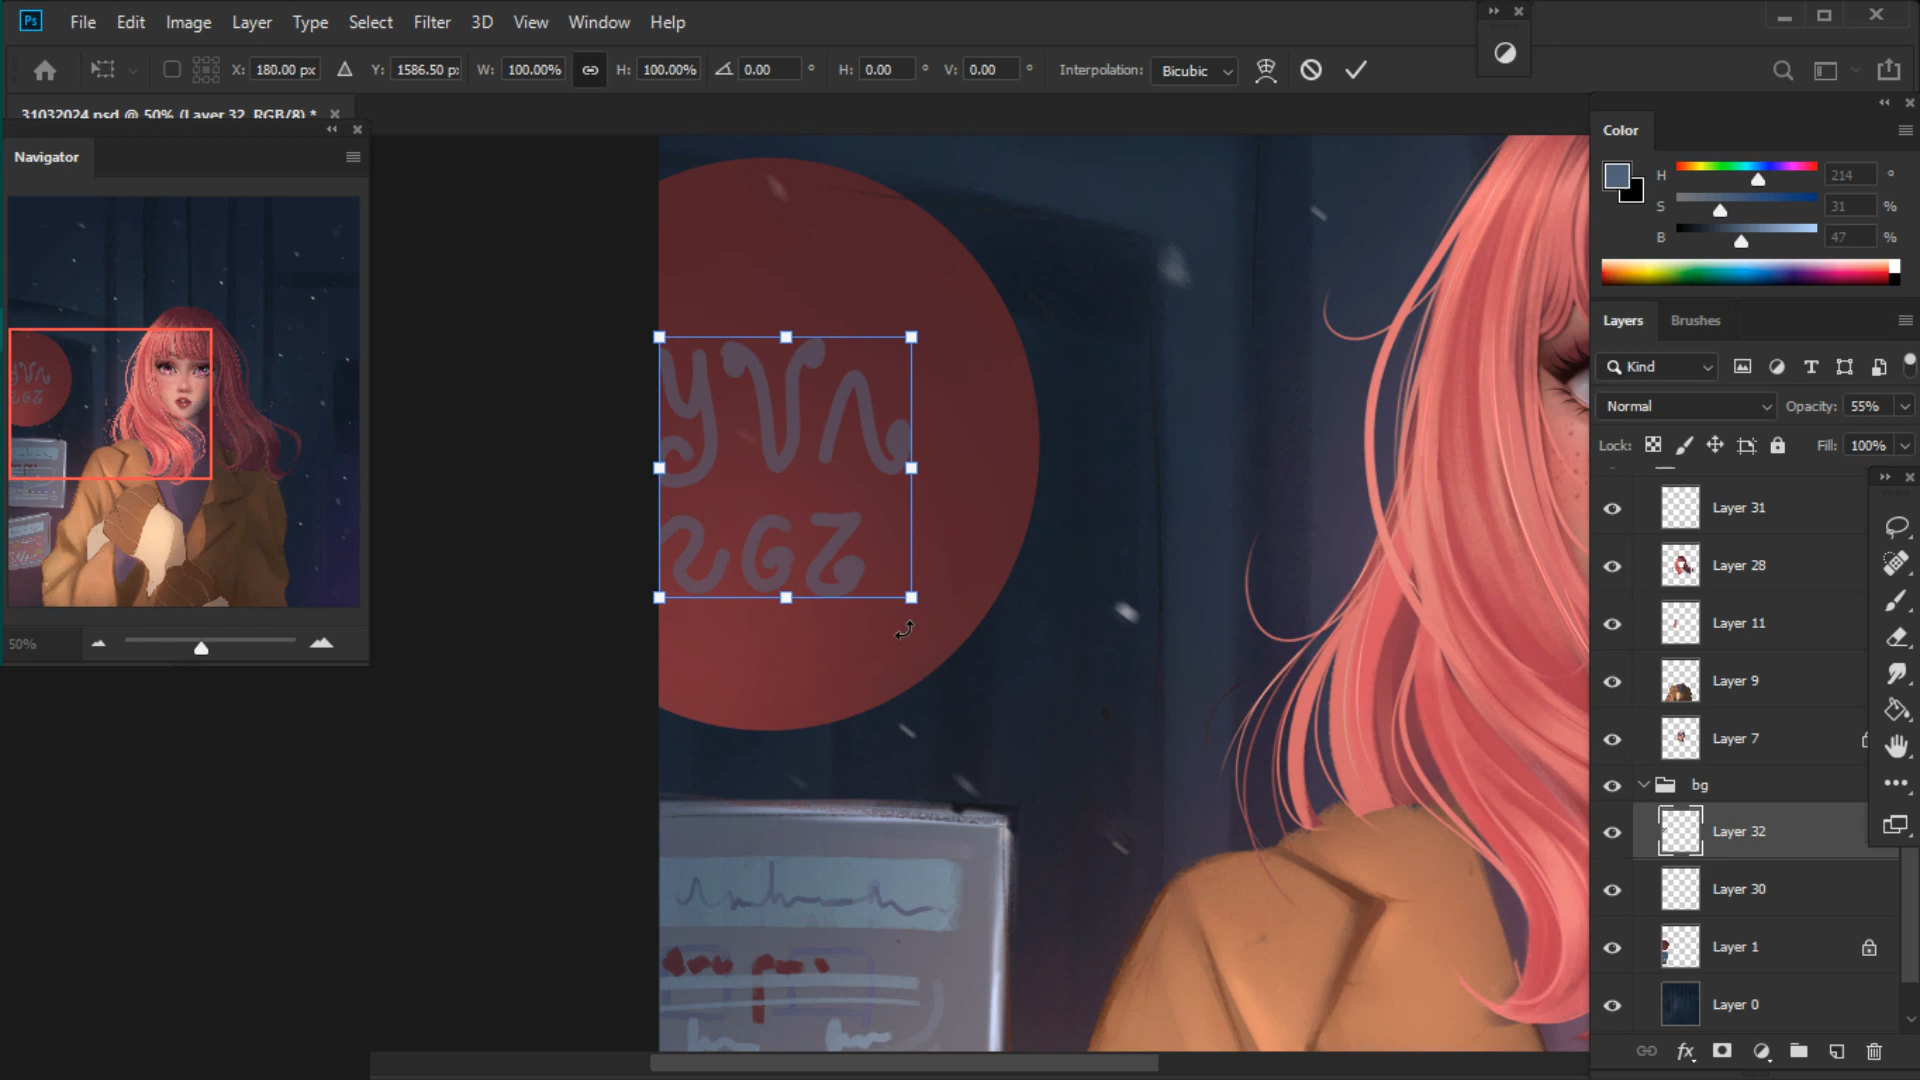 Ps File Edit Image Layer Type Select Filter 3D View Window Help
X: 180.00 px Y: 1586.50 px W: 100.00% H: 100.00% 0.00 ° H: 0.00 ° V: 0.00 ° Interpolation: Bicubic
31032024.psd @ 50% (Layer 32, RGB/8) *
Navigator
50%
Color
H 214 °
S 31 %
B 47 %
Layers Brushes
Kind
Normal Opacity: 55%
Lock: Fill: 100%
Layer 31
Layer 28
Layer 11
Layer 9
Layer 7
bg
Layer 32
Layer 30
Layer 1
Layer 0
fx